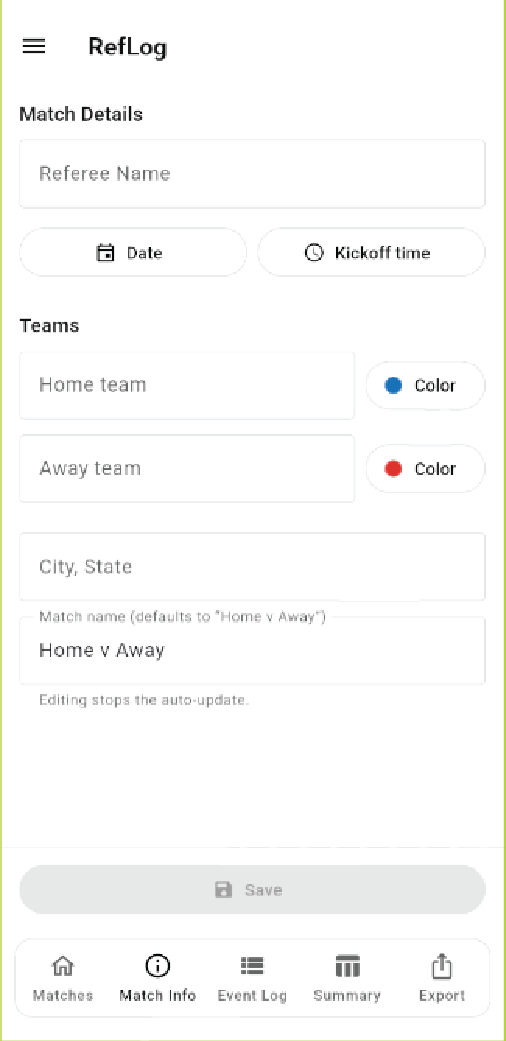 RefLog
Match Details
Referee Name
Date
Kickoff time
Teams
Home team
Color
Away team
Color
City, State
Match name (defaults to "Home v Away")
Home v Away
Editing stops the auto-update.
Save
Matches
Match Info
Event Log
Summary
Export